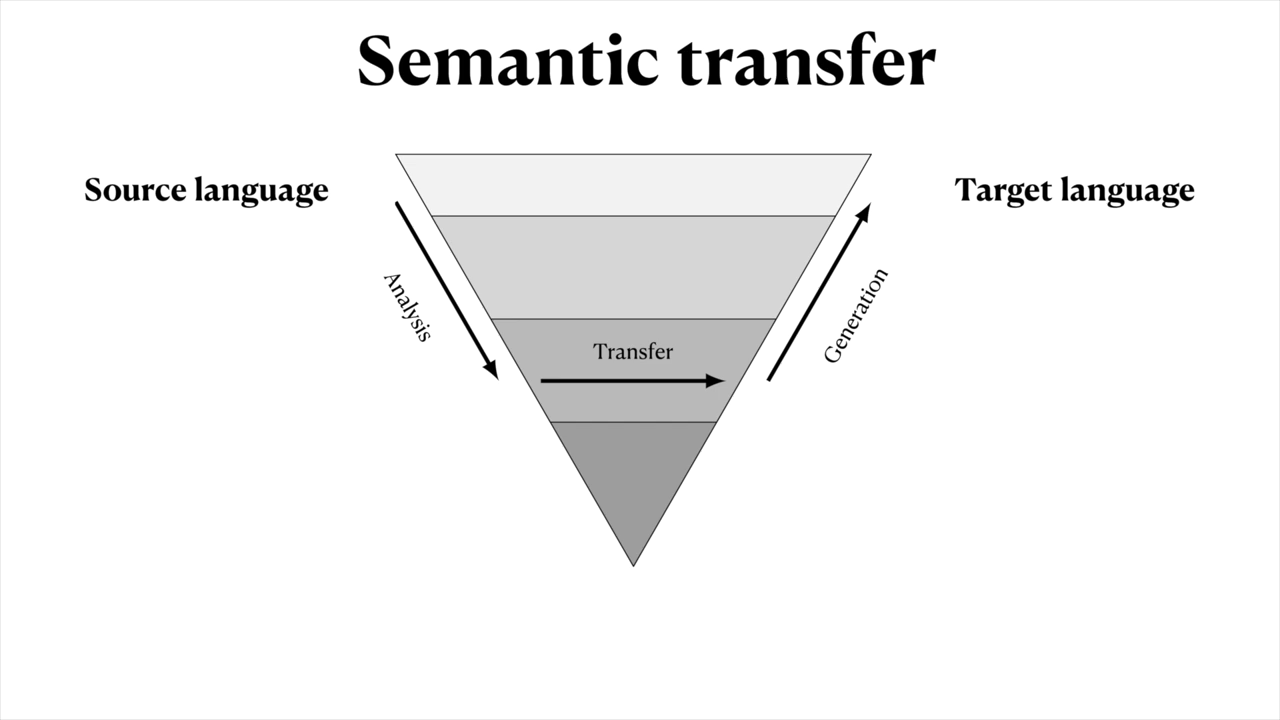 Semantic transfer
Source language
Target language
Analysis
Transfer
Generation